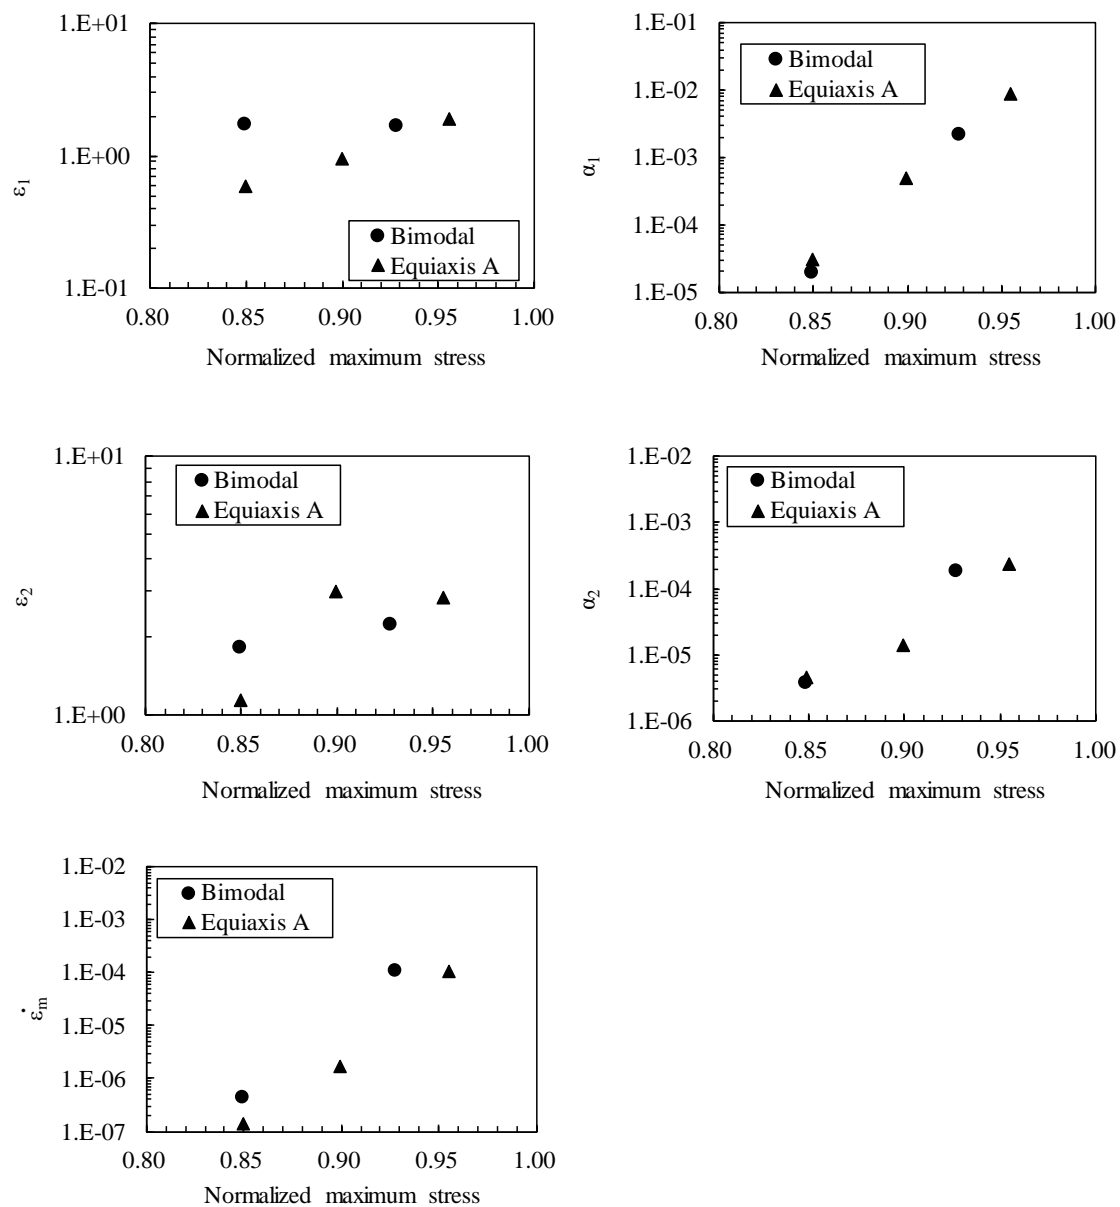 1.E+01
1.E+00
1.E-01
ε1
Bimodal
Equiaxis A
0.80 0.85 0.90 0.95 1.00
Normalized maximum stress
1.E-01
1.E-02
1.E-03
1.E-04
1.E-05
α1
Bimodal
Equiaxis A
0.80 0.85 0.90 0.95 1.00
Normalized maximum stress
1.E+01
1.E+00
ε2
Bimodal
Equiaxis A
0.80 0.85 0.90 0.95 1.00
Normalized maximum stress
1.E-02
1.E-03
1.E-04
1.E-05
1.E-06
α2
Bimodal
Equiaxis A
0.80 0.85 0.90 0.95 1.00
Normalized maximum stress
1.E-02
1.E-03
1.E-04
1.E-05
1.E-06
1.E-07
ε̇m
Bimodal
Equiaxis A
0.80 0.85 0.90 0.95 1.00
Normalized maximum stress